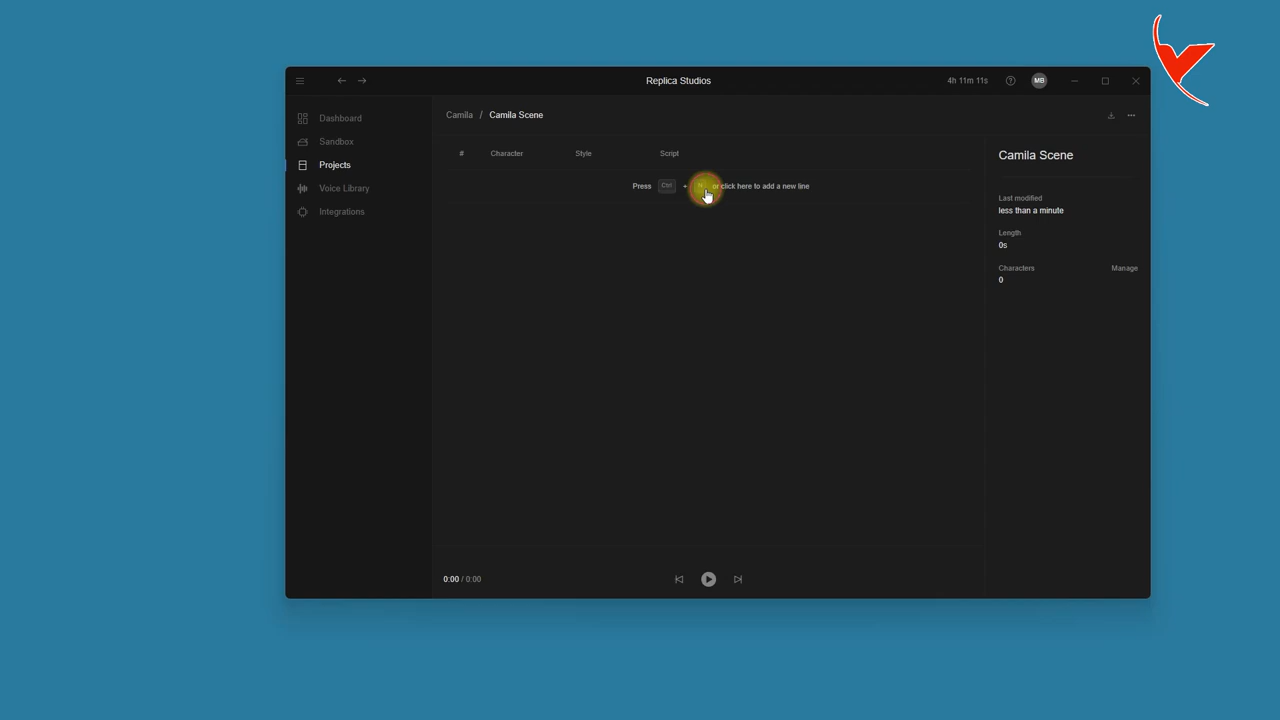 Replica Studios
4h 11m 11s
MB
Dashboard
Sandbox
Projects
Voice Library
Integrations
Camila / Camila Scene
# Character Style Script
Press Ctrl + or click here to add a new line
Camila Scene
Last modified
less than a minute
Length
0s
Characters Manage
0
0:00 / 0:00